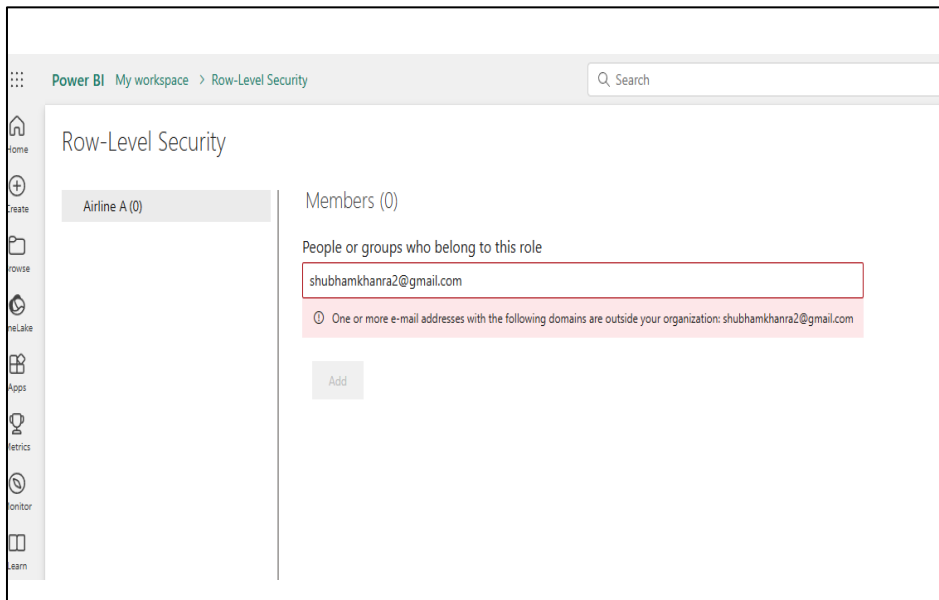 Power BI My workspace > Row-Level Security
Search
Home
Create
Browse
OneLake
Apps
Metrics
Monitor
Learn
Row-Level Security
Airline A (0)
Members (0)
People or groups who belong to this role
shubhamkhanra2@gmail.com
One or more e-mail addresses with the following domains are outside your organization: shubhamkhanra2@gmail.com
Add